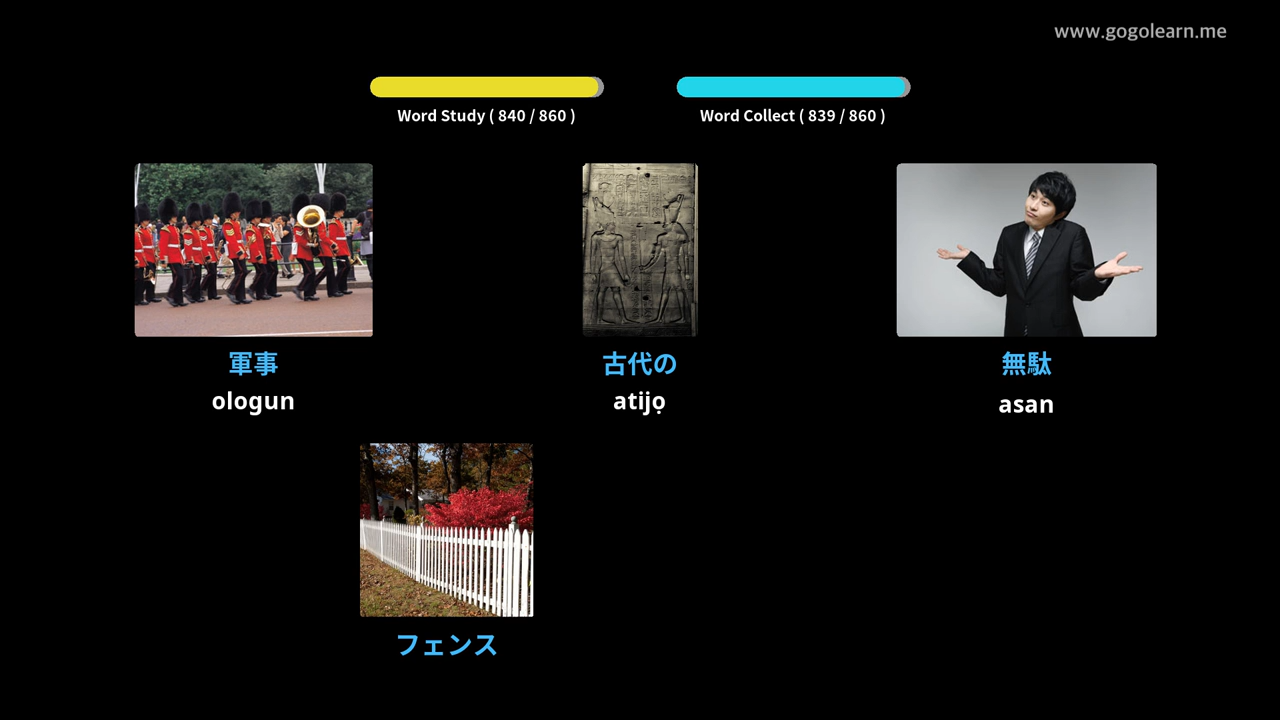 www.gogolearn.me
Word Study ( 840 / 860 )
Word Collect ( 839 / 860 )
軍事
ologun
古代の
atijọ
無駄
asan
フェンス